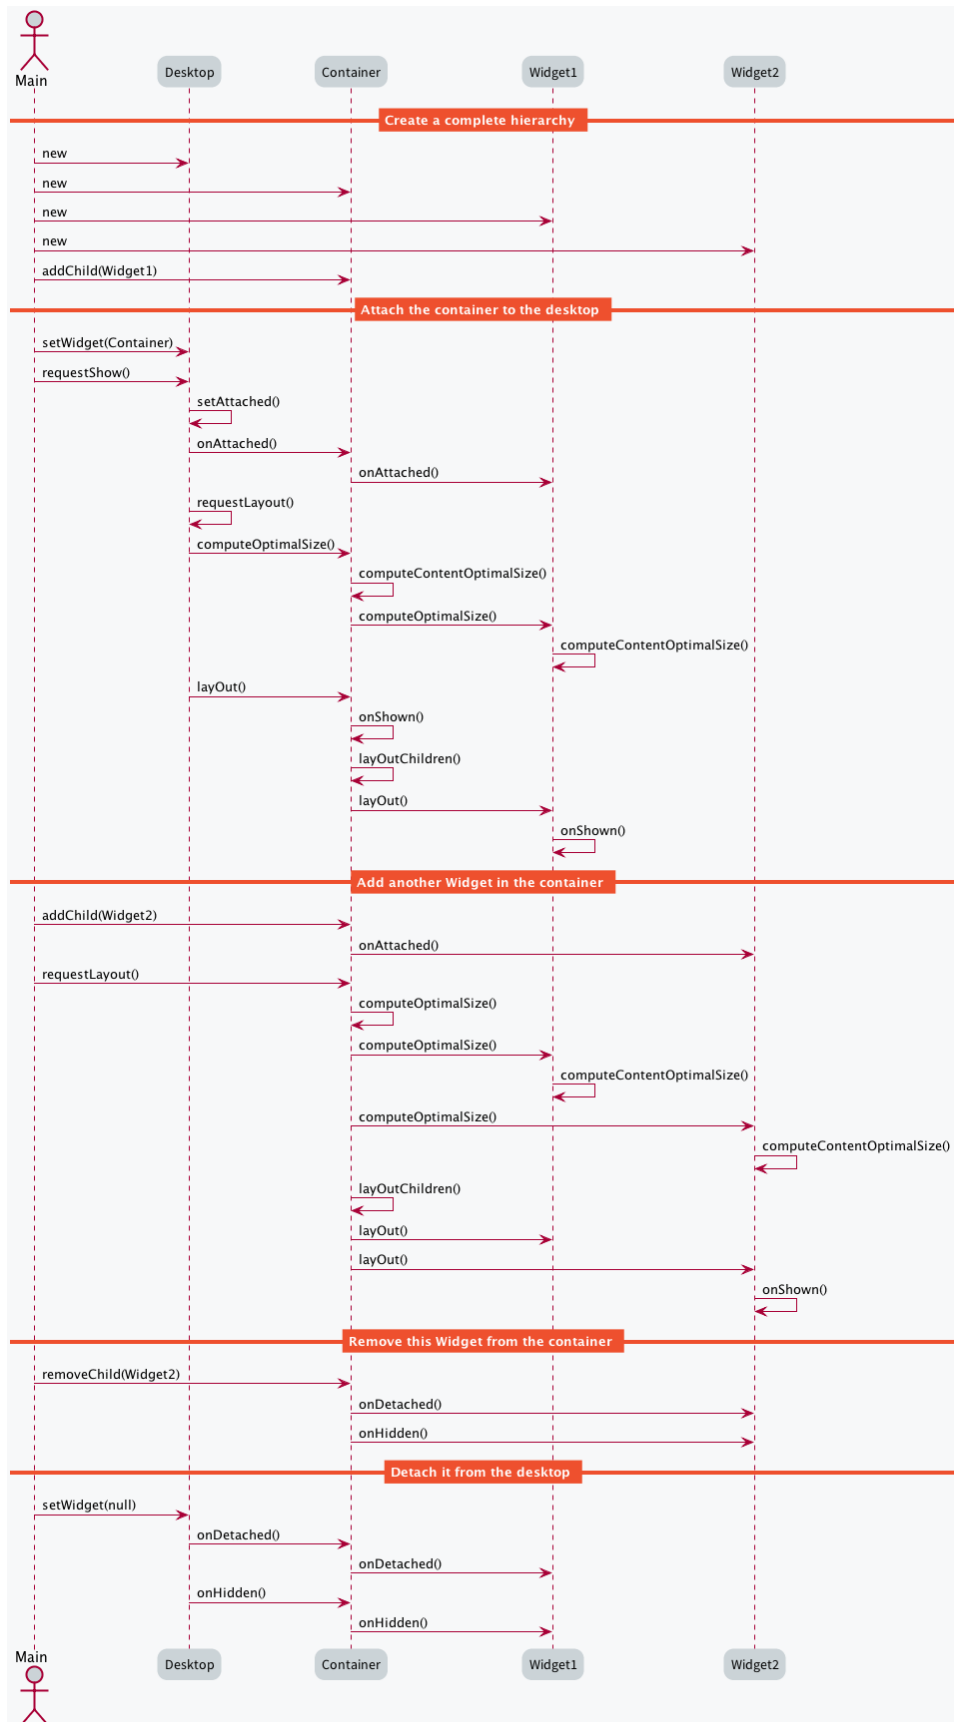 Main
Desktop
Container
Widget1
Widget2
Create a complete hierarchy
new
new
new
new
addChild(Widget1)
Attach the container to the desktop
setWidget(Container)
requestShow()
setAttached()
onAttached()
onAttached()
requestLayout()
computeOptimalSize()
computeContentOptimalSize()
computeOptimalSize()
computeContentOptimalSize()
layOut()
onShown()
layOutChildren()
layOut()
onShown()
Add another Widget in the container
addChild(Widget2)
onAttached()
requestLayout()
computeOptimalSize()
computeOptimalSize()
computeContentOptimalSize()
computeOptimalSize()
computeContentOptimalSize()
layOutChildren()
layOut()
layOut()
onShown()
Remove this Widget from the container
removeChild(Widget2)
onDetached()
onHidden()
Detach it from the desktop
setWidget(null)
onDetached()
onDetached()
onHidden()
onHidden()
Main
Desktop
Container
Widget1
Widget2